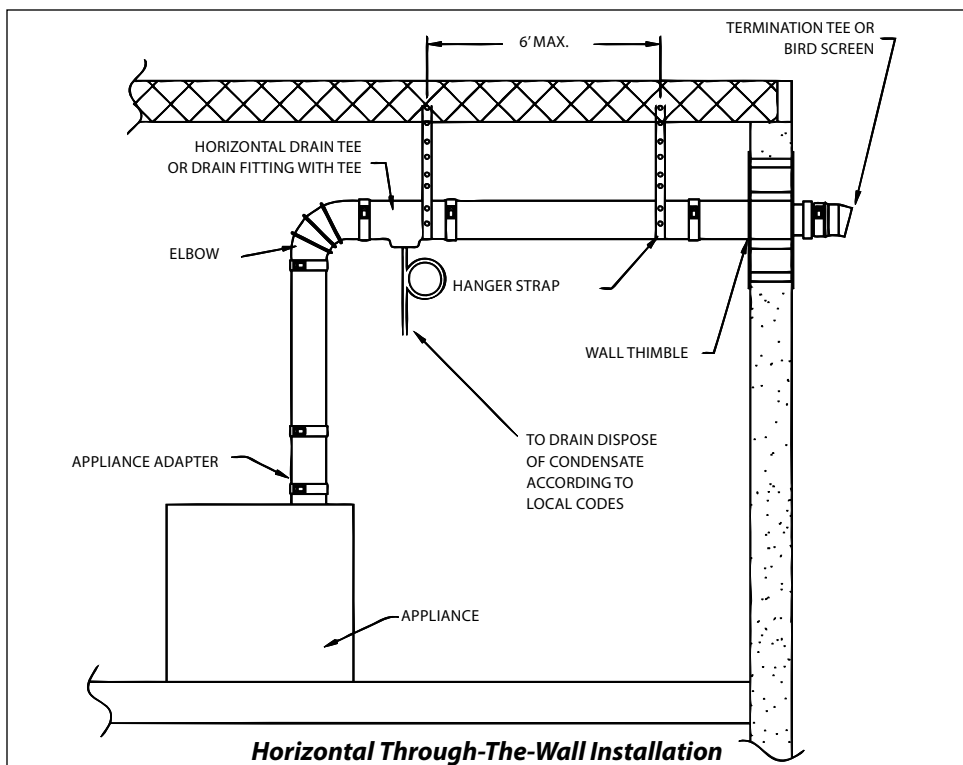 6' MAX.
TERMINATION TEE OR
BIRD SCREEN
HORIZONTAL DRAIN TEE
OR DRAIN FITTING WITH TEE
ELBOW
HANGER STRAP
WALL THIMBLE
APPLIANCE ADAPTER
TO DRAIN DISPOSE
OF CONDENSATE
ACCORDING TO
LOCAL CODES
APPLIANCE
Horizontal Through-The-Wall Installation